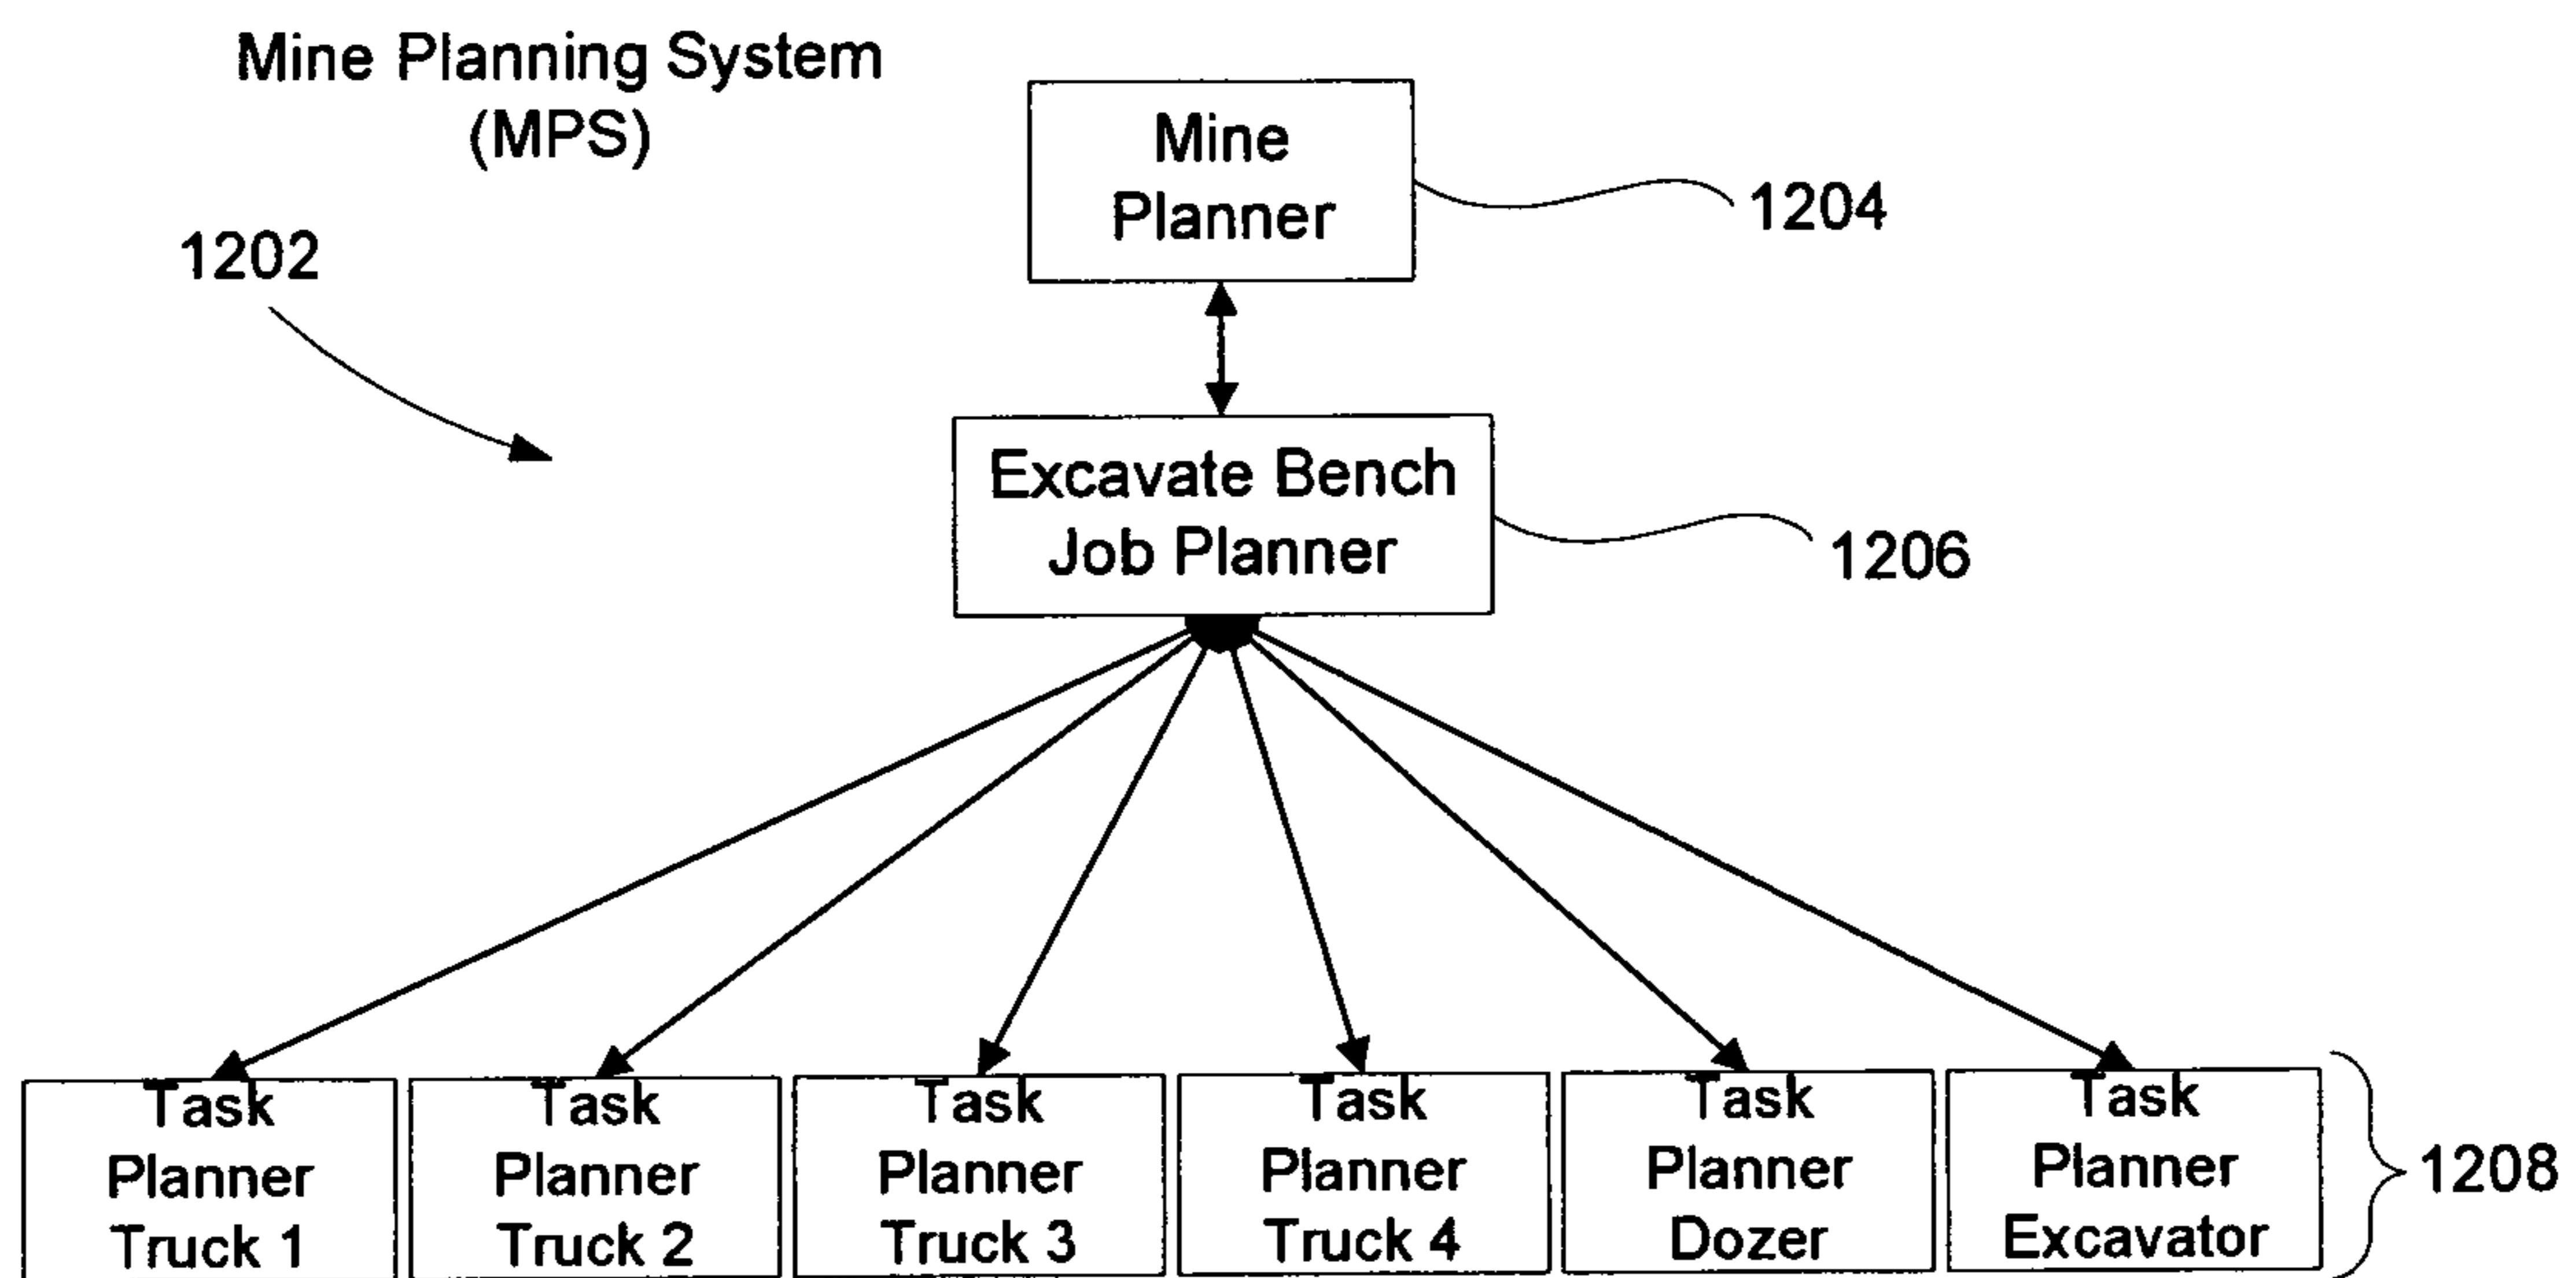 Mine Planning System
(MPS)
Mine
Planner
1204
1202
Excavate Bench
Job Planner
1206
Task
Planner
Truck 1
Task
Planner
Truck 2
Task
Planner
Truck 3
Task
Planner
Truck 4
Task
Planner
Dozer
Task
Planner
Excavator
1208